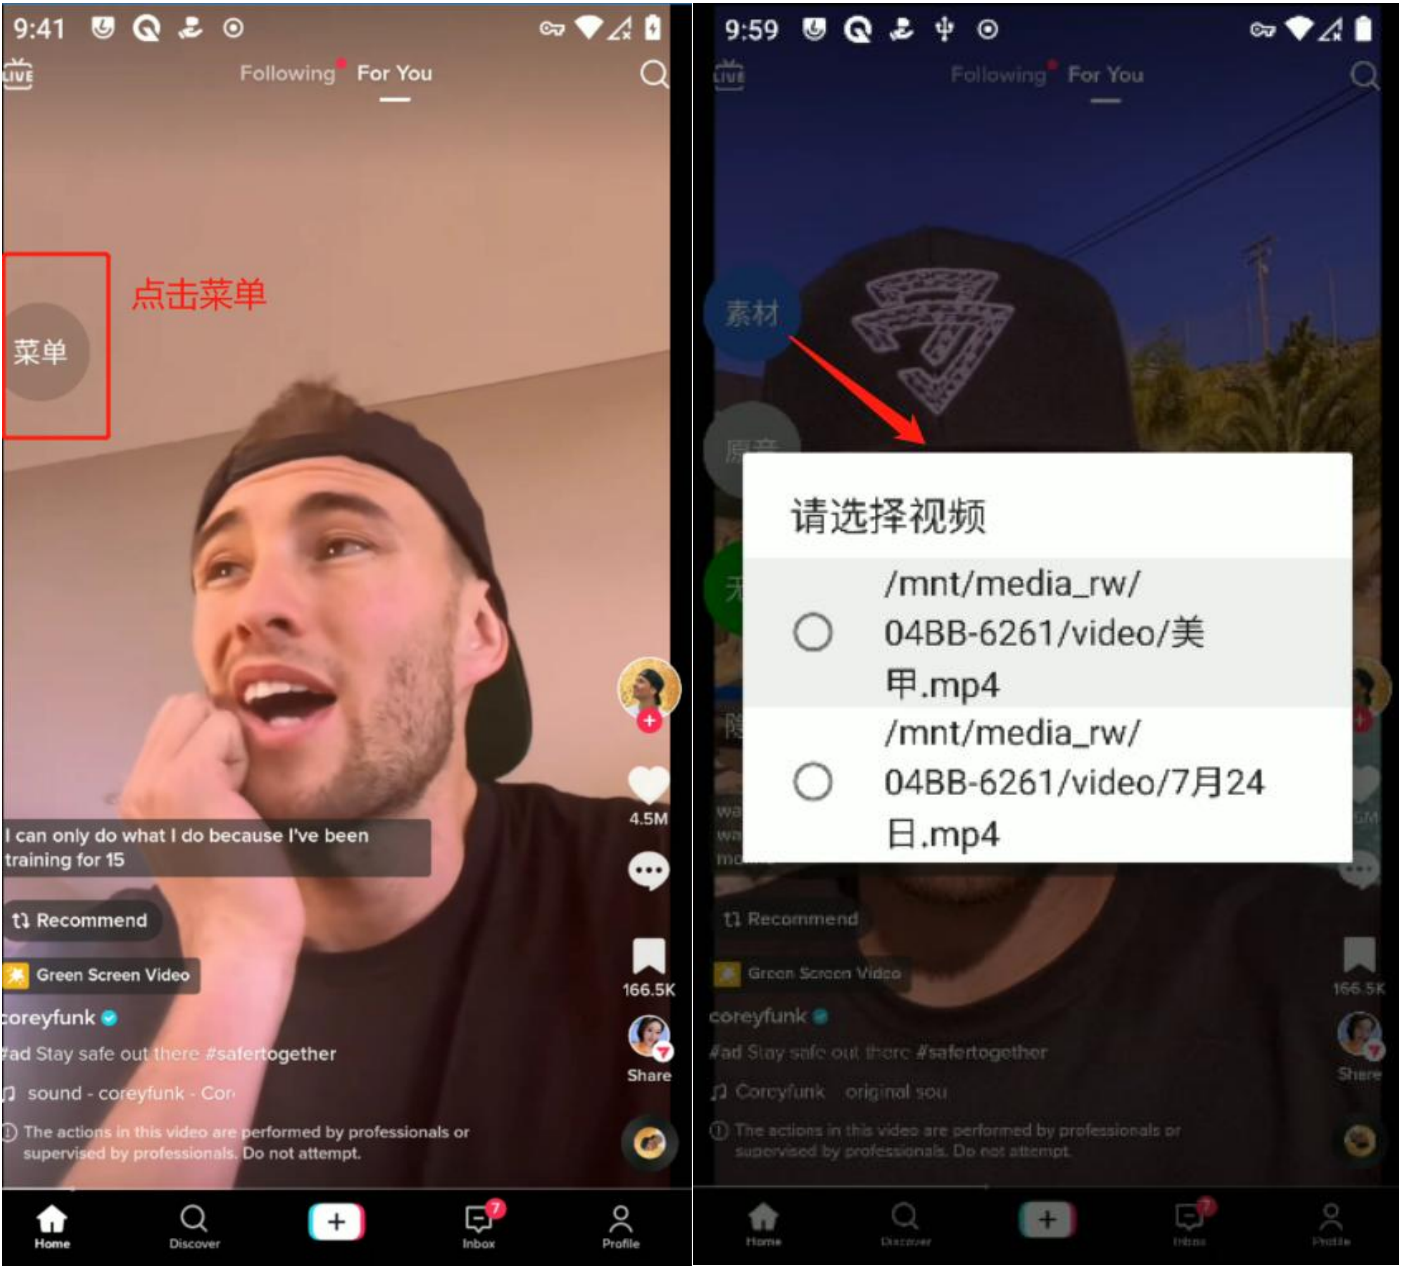 9:41
LIVE
Following
For You
点击菜单
菜单
I can only do what I do because I've been
training for 15
4.5M
Recommend
Green Screen Video
166.5K
coreyfunk
#ad Stay safe out there #safertogether
Share
sound - coreyfunk - Cor
The actions in this video are performed by professionals or
supervised by professionals. Do not attempt.
Home
Discover
7
Inbox
Profile
9:59
LIVE
Following
For You
素材
原音
请选择视频
/mnt/media_rw/
04BB-6261/video/美
甲.mp4
/mnt/media_rw/
04BB-6261/video/7月24
日.mp4
Recommend
Green Screen Video
166.5K
coreyfunk
#ad Stay safe out there #safertogether
Share
Coreyfunk original sou
The actions in this video are performed by professionals or
supervised by professionals. Do not attempt.
Home
Discover
7
Inbox
Profile